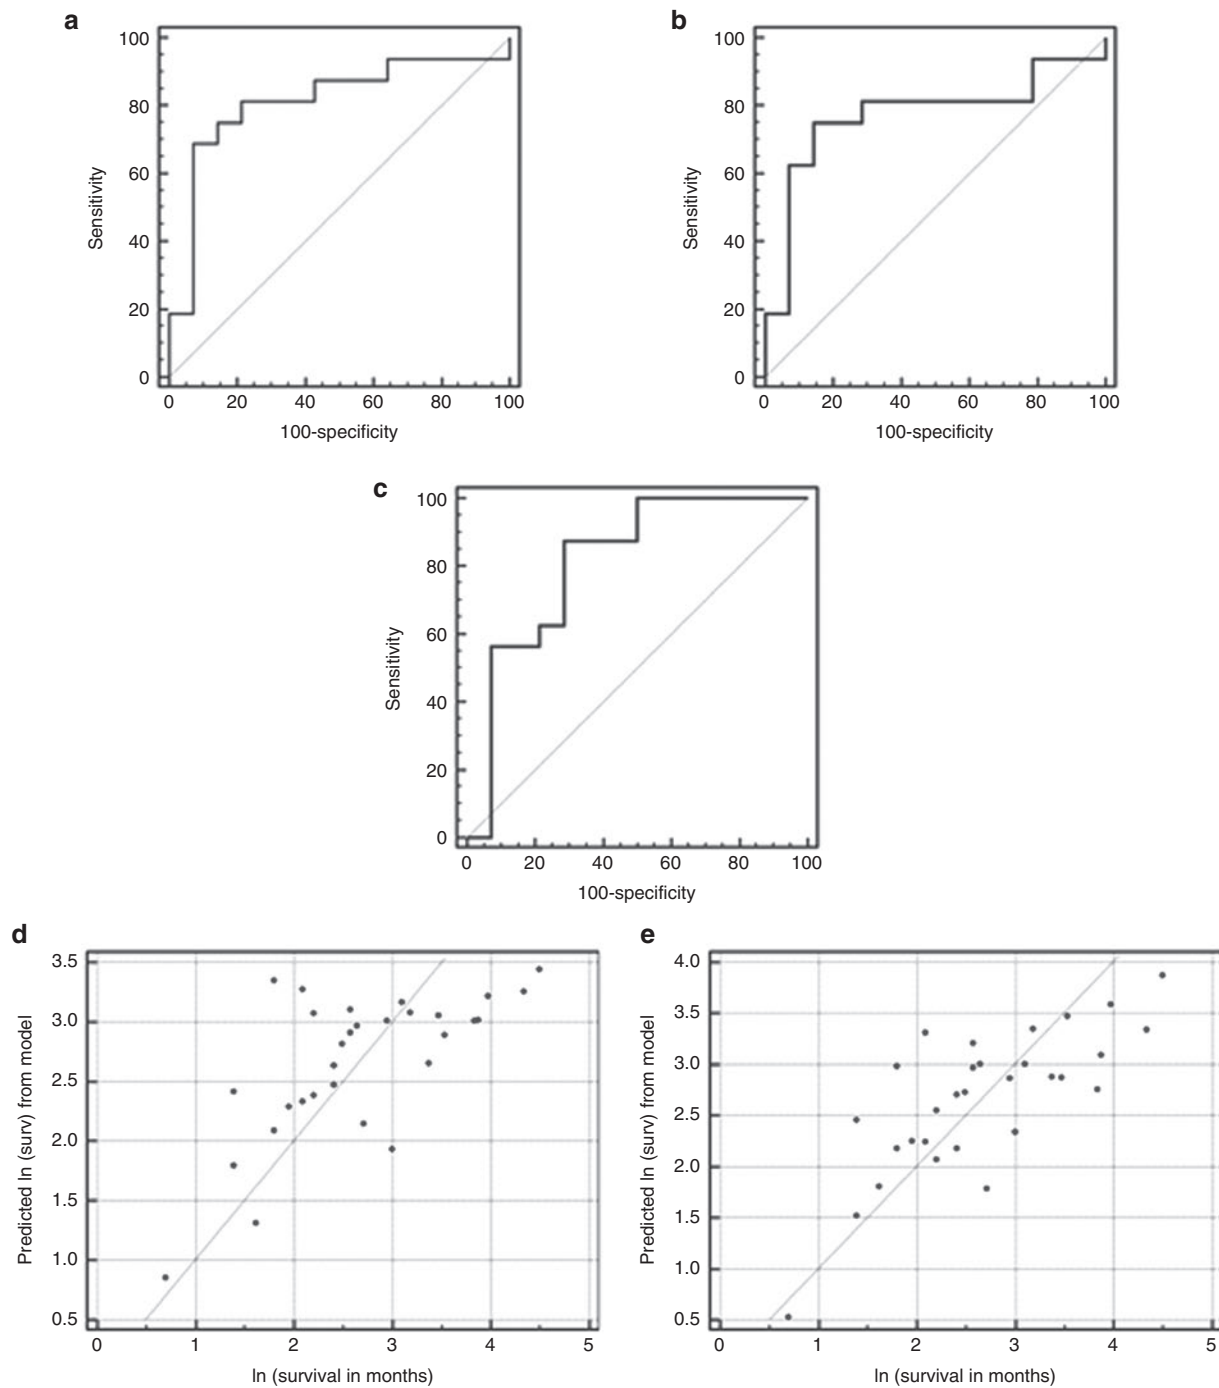 a
100
80
60
40
20
0
Sensitivity
0 20 40 60 80 100
100-specificity
b
100
80
60
40
20
0
Sensitivity
0 20 40 60 80 100
100-specificity
c
100
80
60
40
20
0
Sensitivity
0 20 40 60 80 100
100-specificity
d
3.5
3.0
2.5
2.0
1.5
1.0
0.5
Predicted ln (surv) from model
0 1 2 3 4 5
ln (survival in months)
e
4.0
3.5
3.0
2.5
2.0
1.5
1.0
0.5
Predicted ln (surv) from model
0 1 2 3 4 5
ln (survival in months)